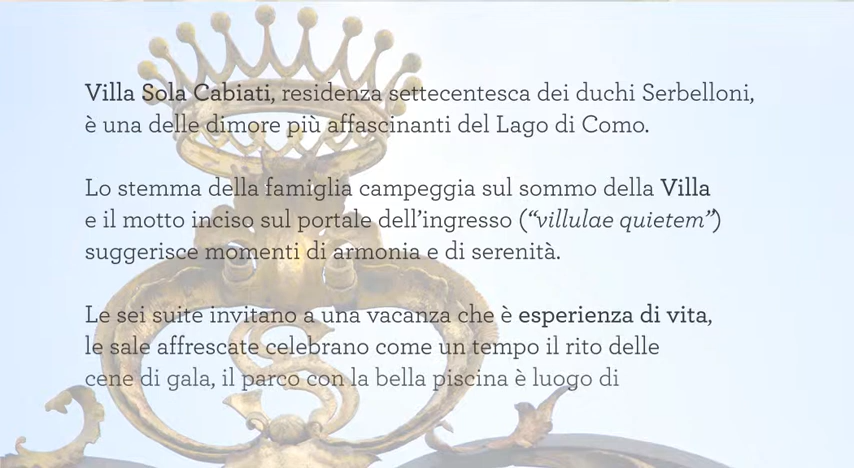 Villa Sola Cabiati, residenza settecentesca dei duchi Serbelloni,
è una delle dimore più affascinanti del Lago di Como.
Lo stemma della famiglia campeggia sul sommo della Villa
e il motto inciso sul portale dell'ingresso (“villulae quietem”)
suggerisce momenti di armonia e di serenità.
Le sei suite invitano a una vacanza che è esperienza di vita,
le sale affrescate celebrano come un tempo il rito delle
cene di gala, il parco con la bella piscina è luogo di